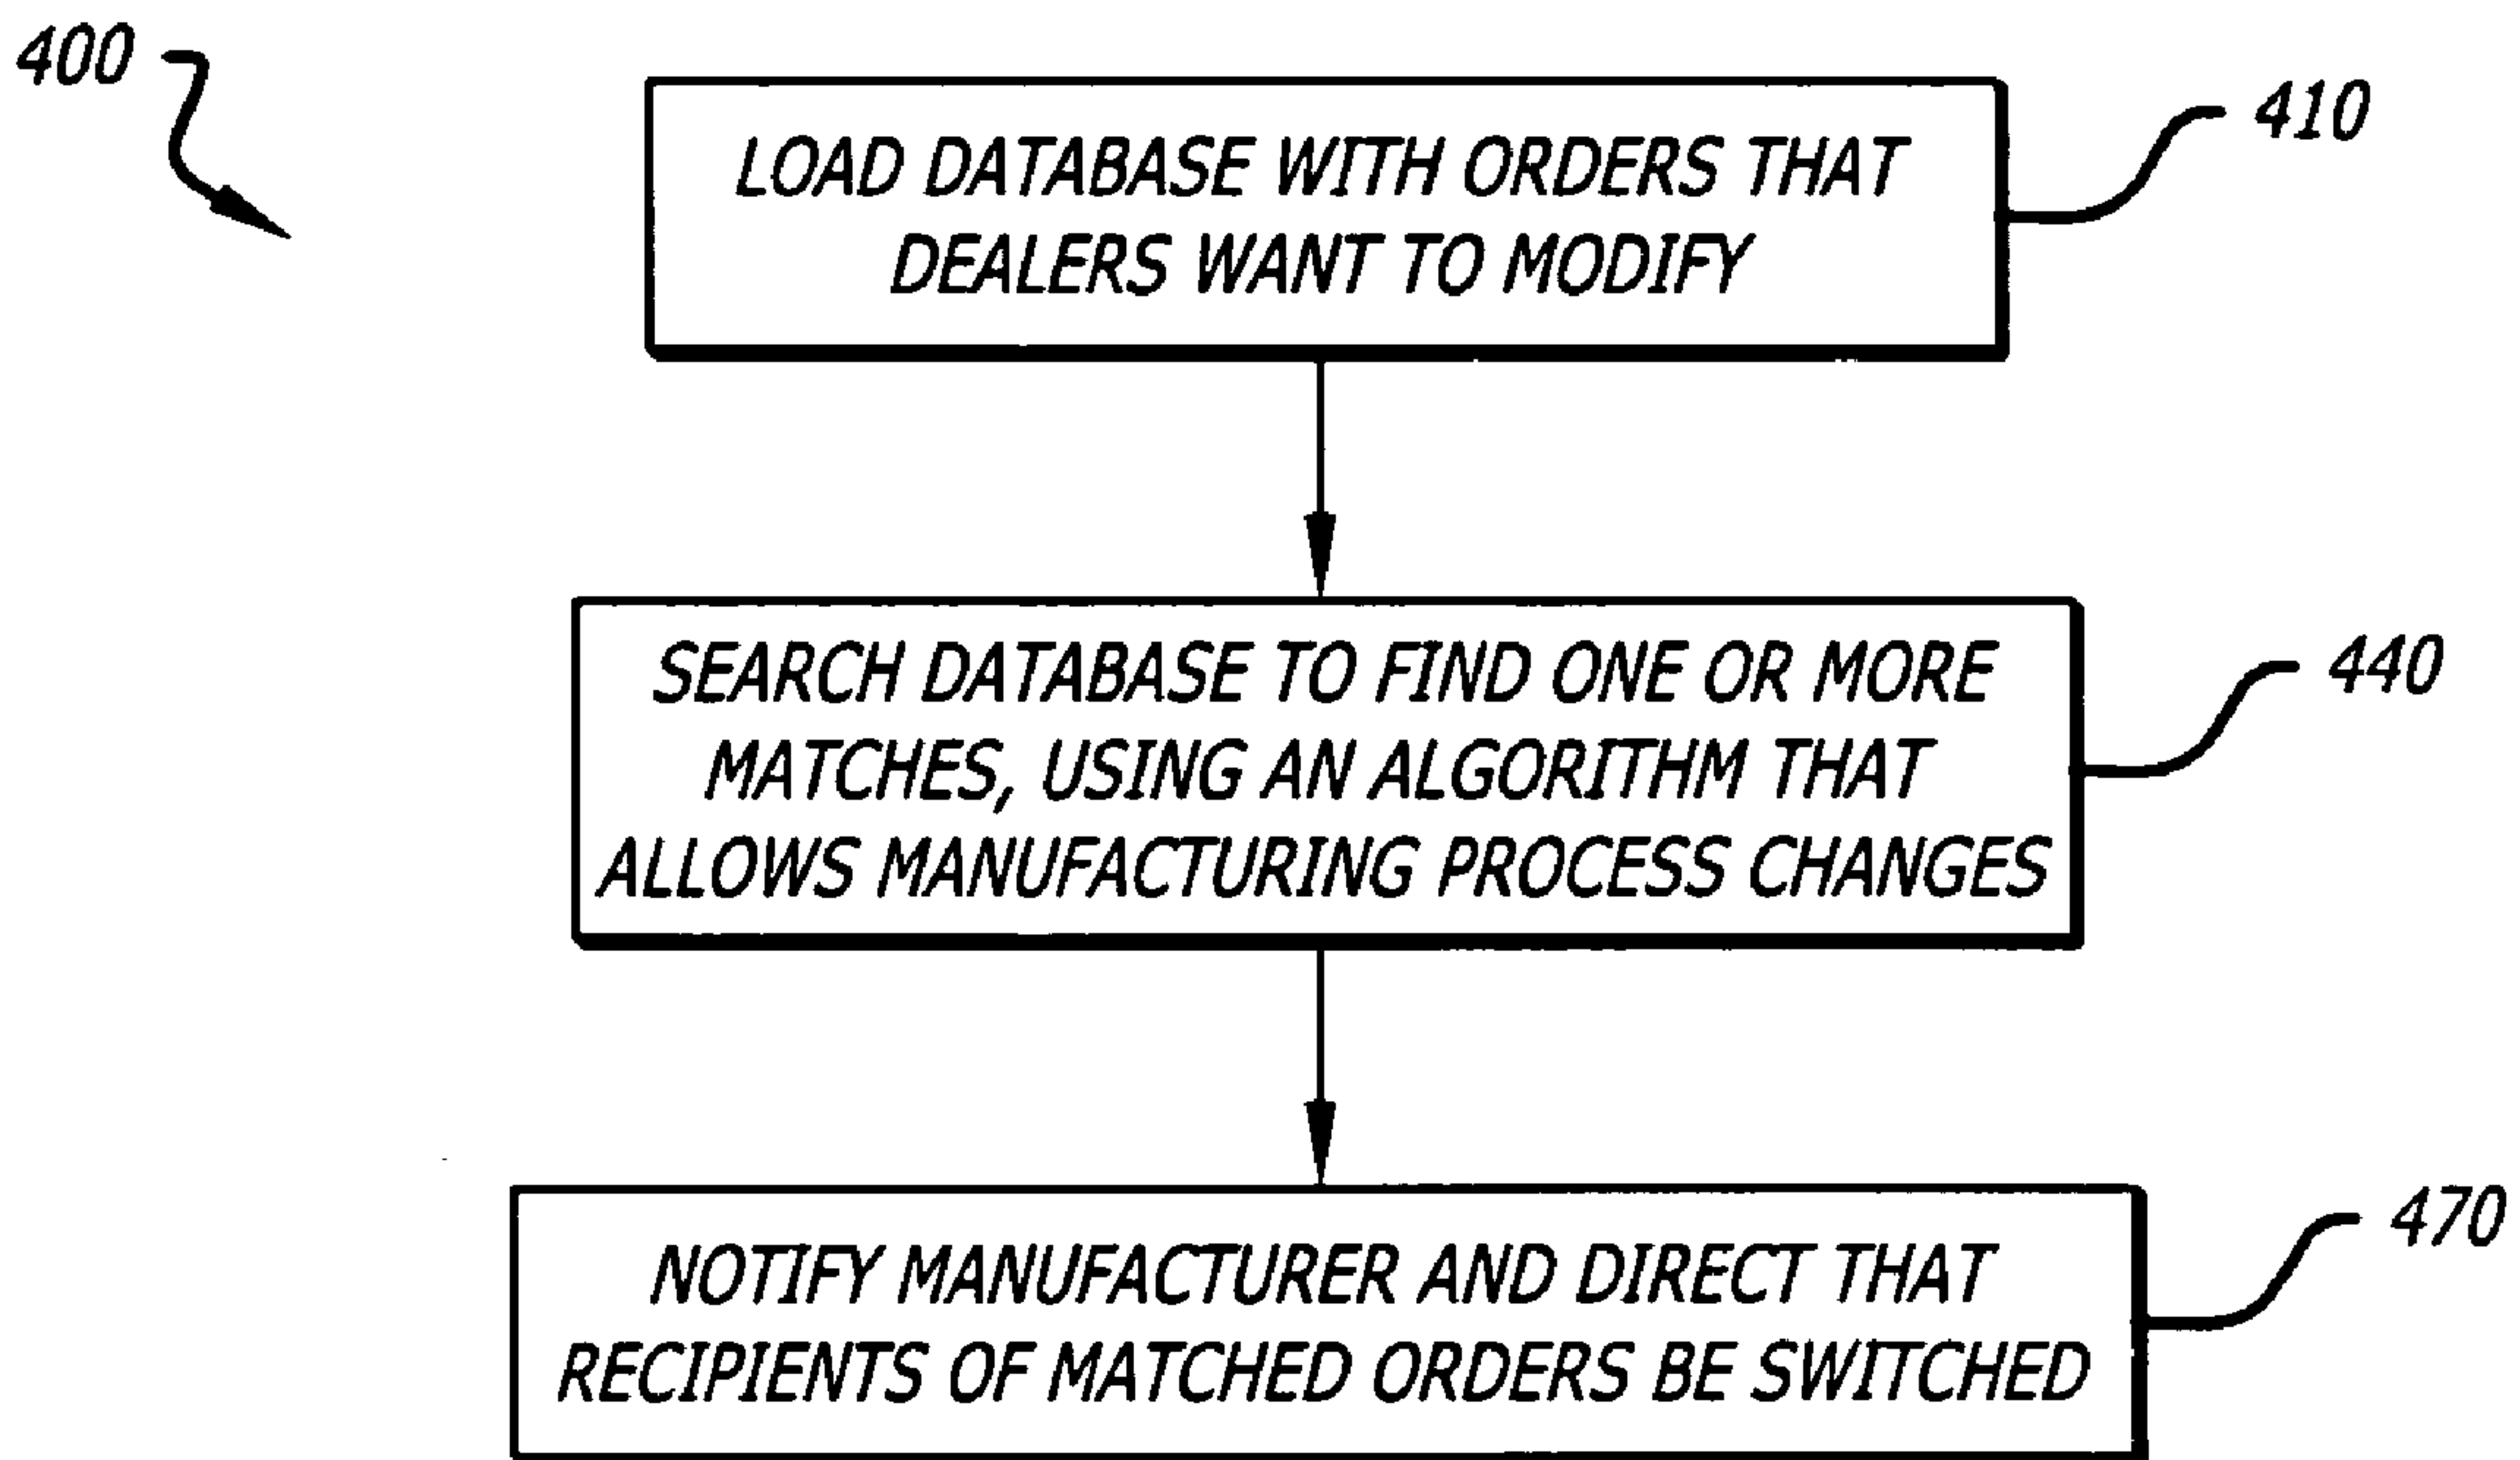 400
410
LOAD DATABASE WITH ORDERS THAT
DEALERS WANT TO MODIFY
440
SEARCH DATABASE TO FIND ONE OR MORE
MATCHES, USING AN ALGORITHM THAT
ALLOWS MANUFACTURING PROCESS CHANGES
470
NOTIFY MANUFACTURER AND DIRECT THAT
RECIPIENTS OF MATCHED ORDERS BE SWITCHED